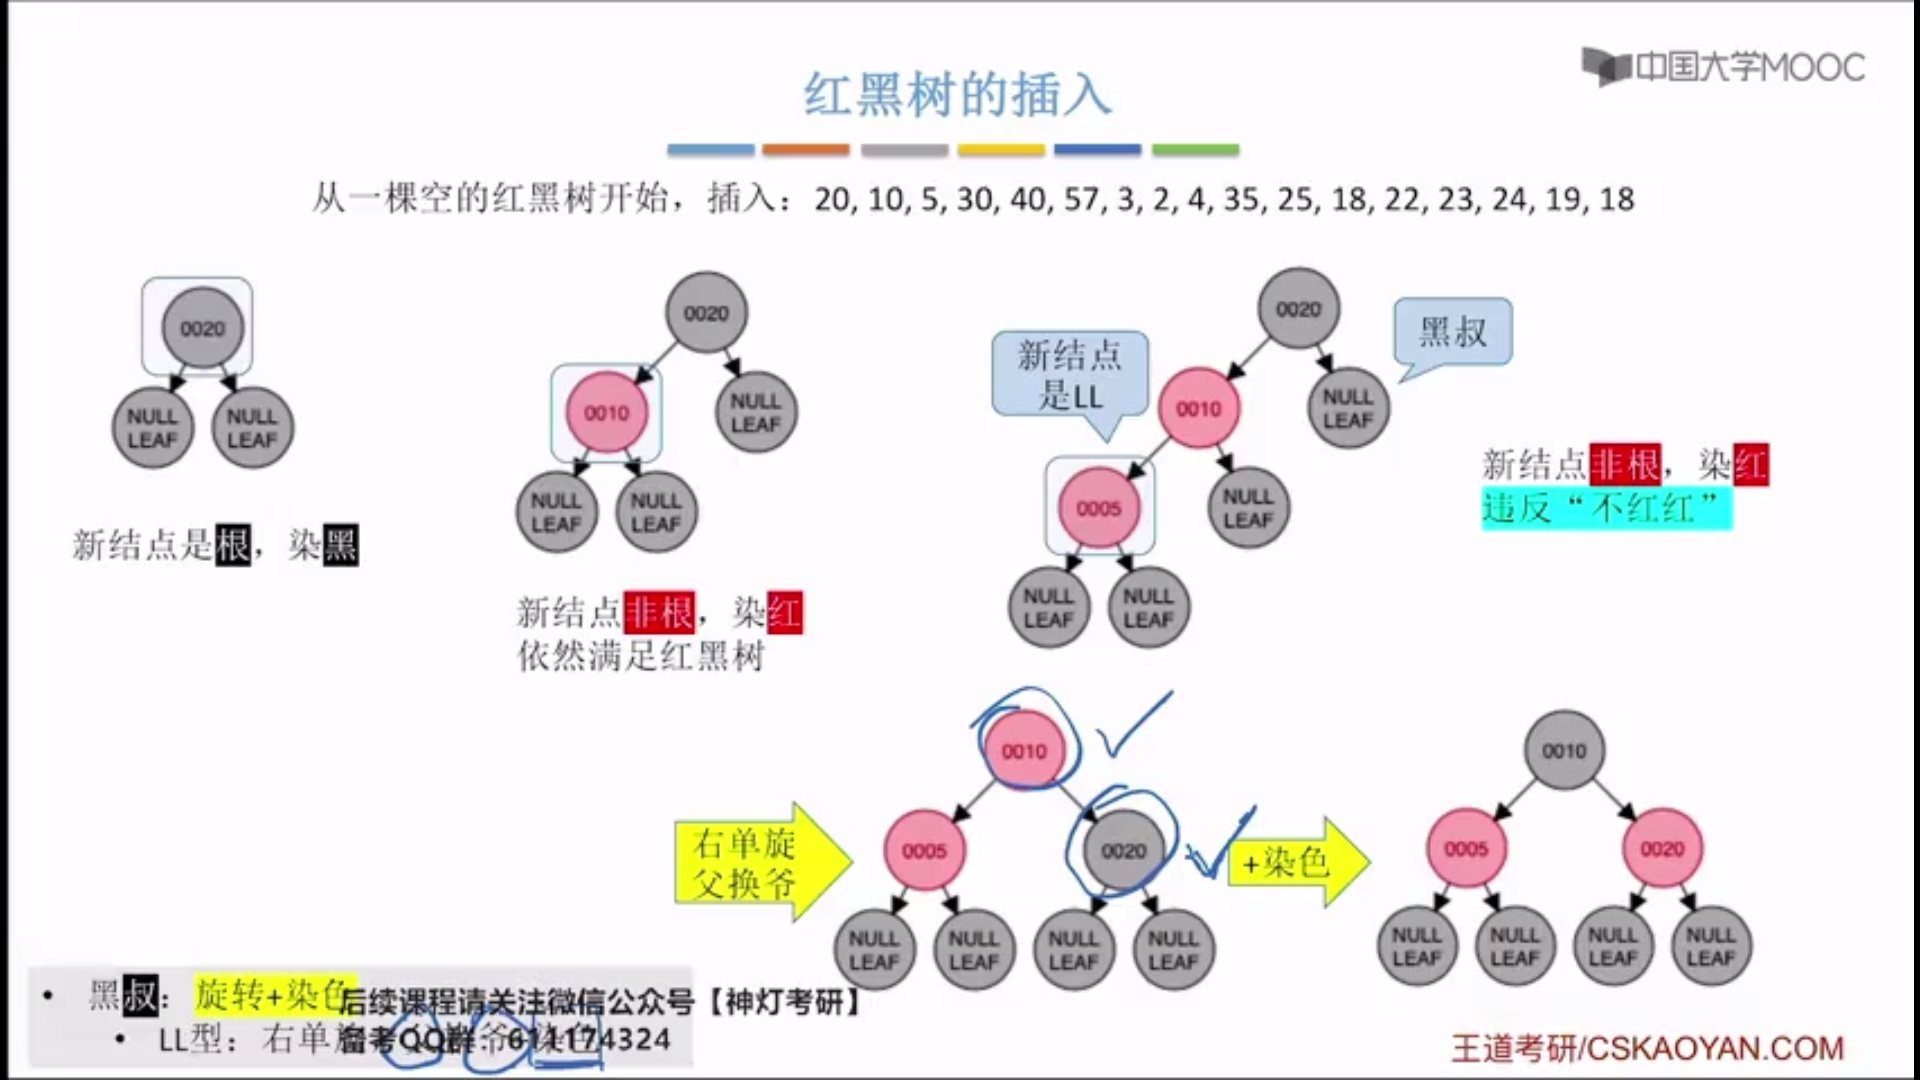 中国大学MOOC
红黑树的插入
从一棵空的红黑树开始，插入：20, 10, 5, 30, 40, 57, 3, 2, 4, 35, 25, 18, 22, 23, 24, 19, 18
0020
NULL LEAF
NULL LEAF
新结点是根，染黑
0020
0010
NULL LEAF
NULL LEAF
NULL LEAF
新结点非根，染红
依然满足红黑树
新结点
是LL
0020
黑叔
0010
NULL LEAF
0005
NULL LEAF
NULL LEAF
NULL LEAF
新结点非根，染红
违反“不红红”
右单旋
父换爷
0010
0005
0020
NULL LEAF
NULL LEAF
NULL LEAF
NULL LEAF
+染色
0010
0005
0020
NULL LEAF
NULL LEAF
NULL LEAF
NULL LEAF
• 黑叔：旋转+染色
• LL型：右单旋
后续课程请关注微信公众号【神灯考研】
备考QQ群：611174324
王道考研/CSKAOYAN.COM